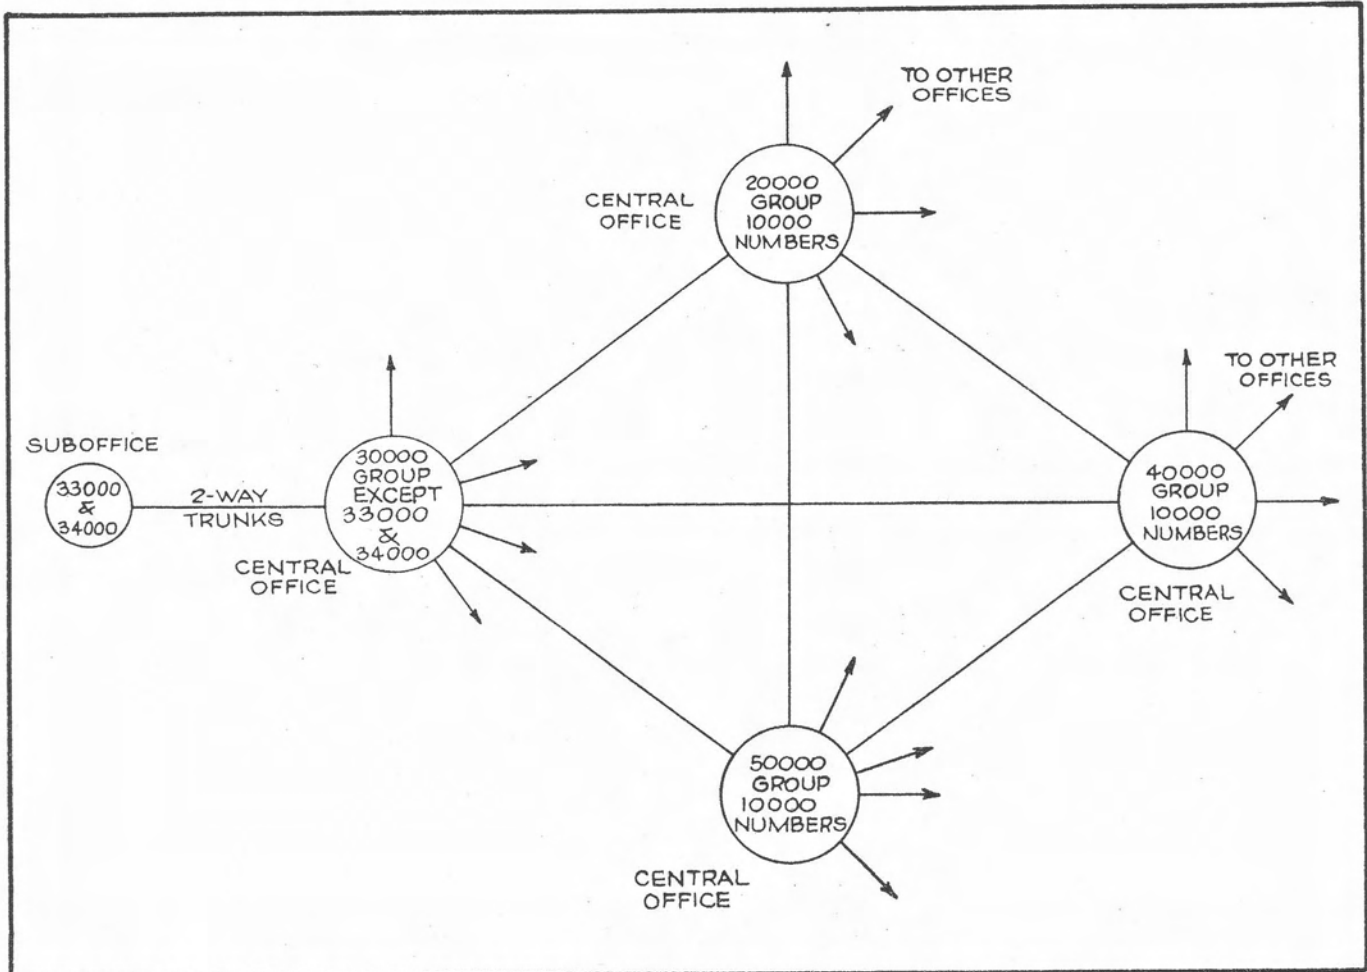 TO OTHER
OFFICES
CENTRAL
OFFICE
20000
GROUP
10000
NUMBERS
TO OTHER
OFFICES
SUBOFFICE
33000
&
34000
2-WAY
TRUNKS
30000
GROUP
EXCEPT
33000
&
34000
CENTRAL
OFFICE
40000
GROUP
10000
NUMBERS
CENTRAL
OFFICE
50000
GROUP
10000
NUMBERS
CENTRAL
OFFICE